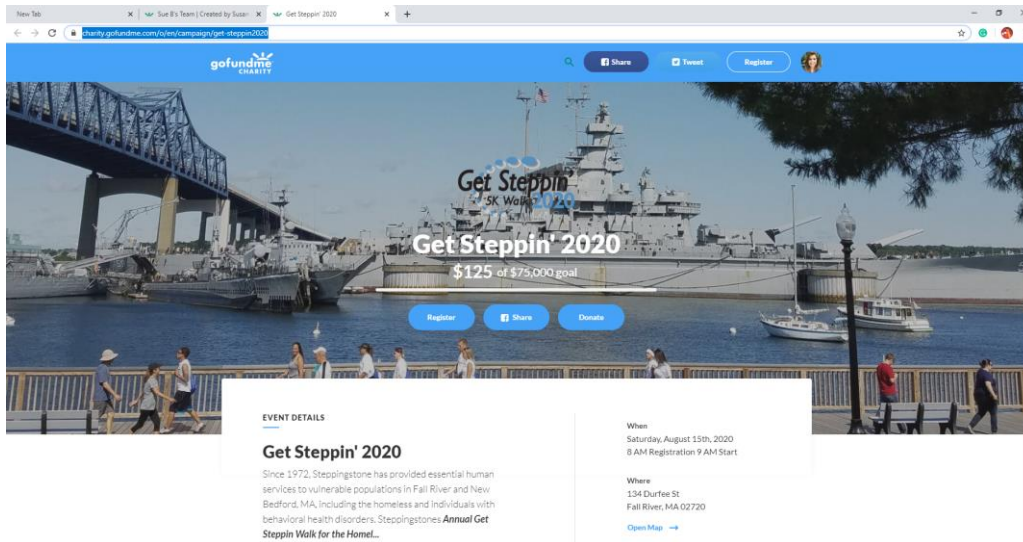 New Tab
Sue B's Team | Created by Susan
Get Steppin' 2020
charity.gofundme.com/o/en/campaign/get-steppin2020
gofundme
CHARITY
Share
Tweet
Register
Get Steppin'
5K Walk 2020
Get Steppin' 2020
$125 of $75,000 goal
Register
Share
Donate
EVENT DETAILS
Get Steppin' 2020
Since 1972, Steppingstone has provided essential human
services to vulnerable populations in Fall River and New
Bedford, MA, including the homeless and individuals with
behavioral health disorders. Steppingstones Annual Get
Steppin Walk for the Homel...
When
Saturday, August 15th, 2020
8 AM Registration 9 AM Start
Where
134 Durfee St
Fall River, MA 02720
Open Map →